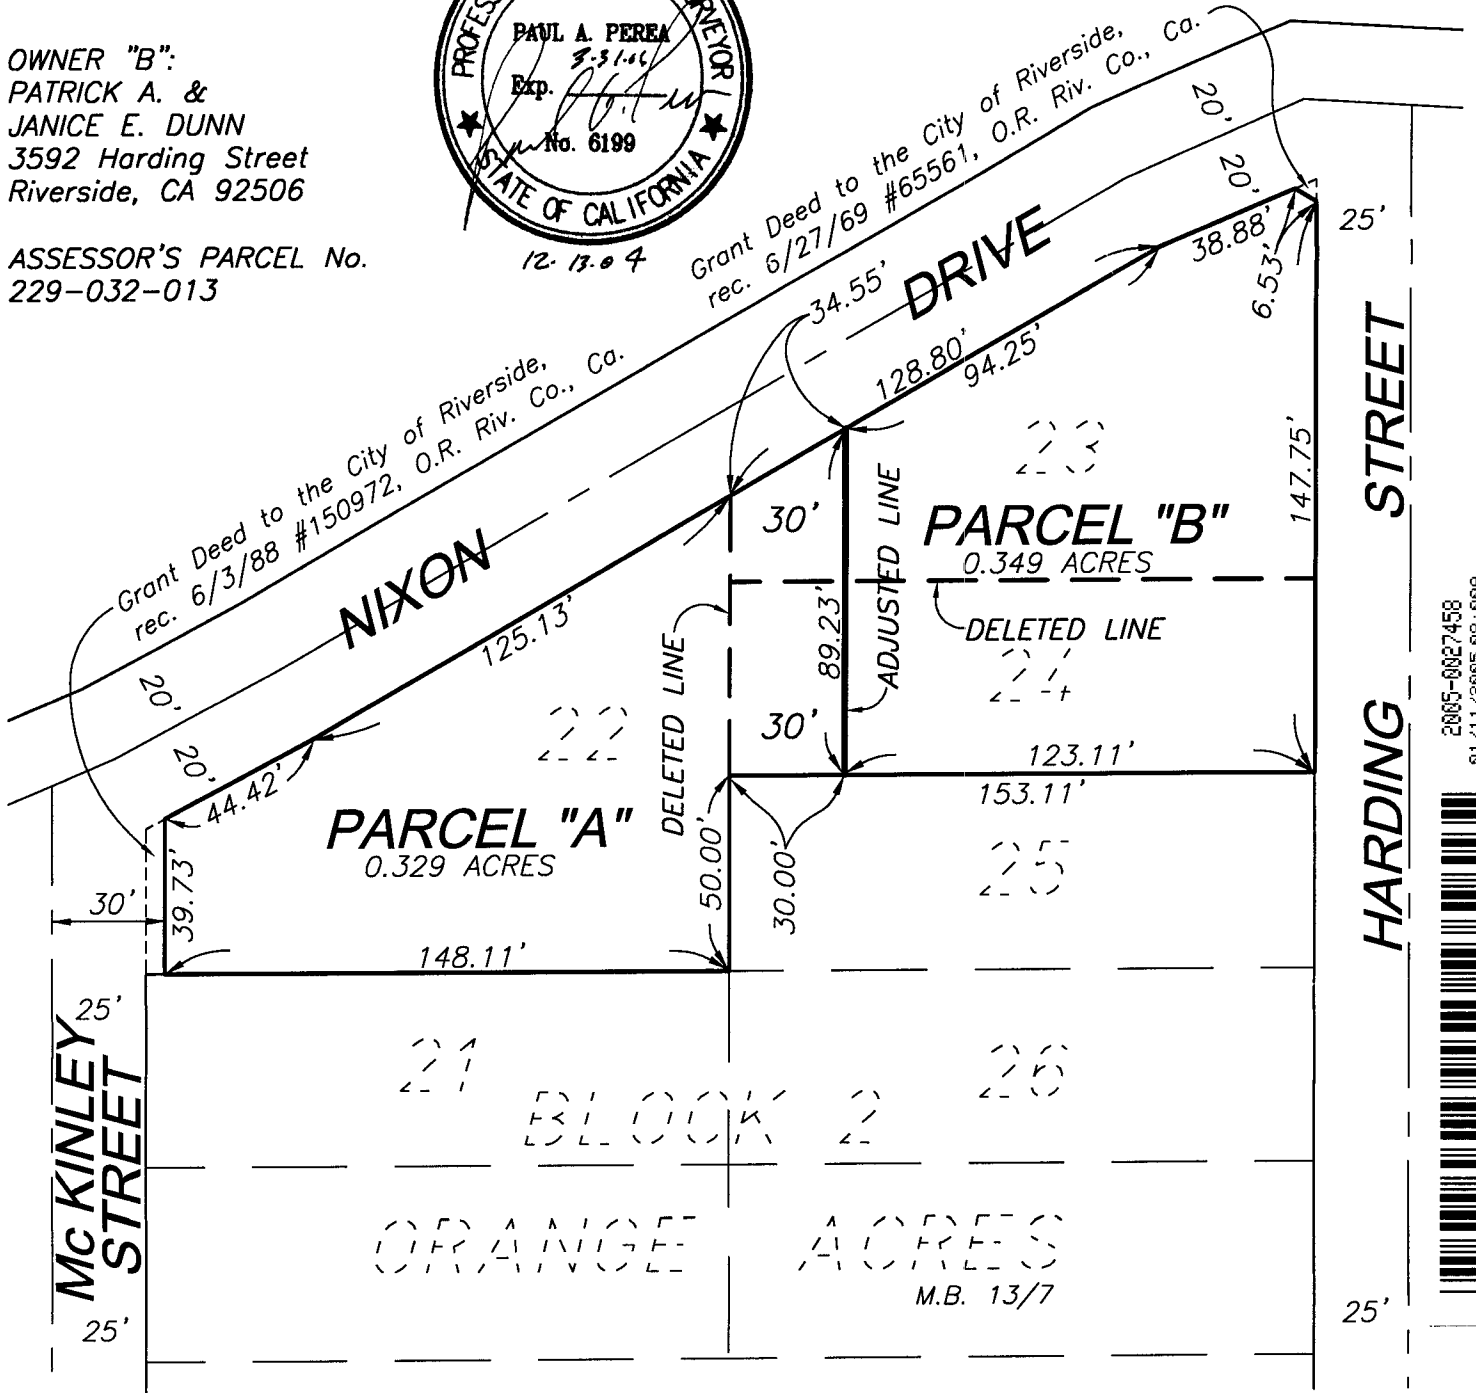 OWNER "B":
PATRICK A. &
JANICE E. DUNN
3592 Harding Street
Riverside, CA 92506
ASSESSOR'S PARCEL No.
229-032-013
PAUL A. PEREA
3-31-06
Exp.
No. 6199
STATE OF CALIFORNIA
12-13-04
Grant Deed to the City of Riverside,
rec. 6/27/69 #65561, O.R. Riv. Co., Ca.
Grant Deed to the City of Riverside,
rec. 6/3/88 #150972, O.R. Riv. Co., Ca.
NIXON DRIVE
20'
20'
20'
20'
25'
38.88'
6.53'
34.55'
128.80'
94.25'
125.13'
44.42'
39.73'
30'
148.11'
50.00'
30.00'
30'
30'
89.23'
147.75'
123.11'
153.11'
DELETED LINE
ADJUSTED LINE
DELETED LINE
23
PARCEL "B"
0.349 ACRES
24
22
PARCEL "A"
0.329 ACRES
25
21
26
BLOCK 2
ORANGE ACRES
M.B. 13/7
McKINLEY
STREET
25'
25'
HARDING STREET
25'
2005-0027458